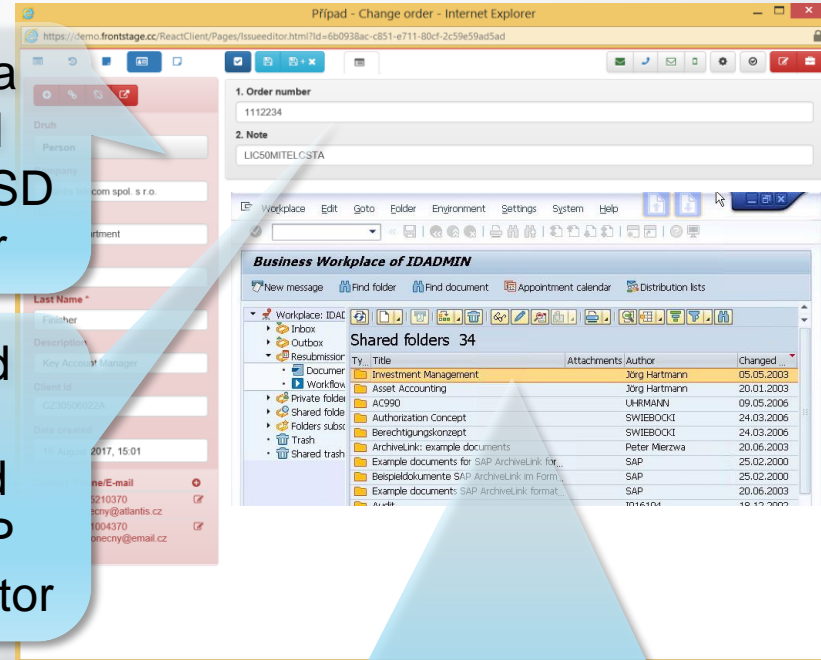 Případ - Change order - Internet Explorer
https://demo.frontstage.cc/ReactClient/Pages/Issueeditor.html?Id=6b0938ac-c851-e711-80cf-2c59e59ad5ad
a
SD
r
d
d
P
tor
Druh
Person
Company
com spol. s r.o.
Last Name *
Finisher
Description
Key Account Manager
Client id
Date created
2017, 15:01
e/E-mail
5210370
ecny@atlantis.cz
1004370
onecny@email.cz
1. Order number
1112234
2. Note
LIC50MITELCSTA
Workplace Edit Goto Folder Environment Settings System Help
Business Workplace of IDADMIN
New message Find folder Find document Appointment calendar Distribution lists
Workplace: IDAD
Inbox
Outbox
Resubmission
Documer
Workflow
Private folder
Shared folde
Folders subsc
Trash
Shared trash
Shared folders 34
Ty... Title Attachments Author Changed ...
Investment Management Jörg Hartmann 05.05.2003
Asset Accounting Jörg Hartmann 20.01.2003
AC990 UHRMANN 09.05.2006
Authorization Concept SWIEBOCKI 24.03.2006
Berechtigungskonzept SWIEBOCKI 24.03.2006
ArchiveLink: example documents Peter Mierzwa 20.06.2003
Example documents for SAP ArchiveLink for... SAP 25.02.2000
Beispieldokumente SAP ArchiveLink im Form... SAP 25.02.2000
Example documents SAP ArchiveLink format... SAP 20.06.2003
Audit I016194 18.12.2002